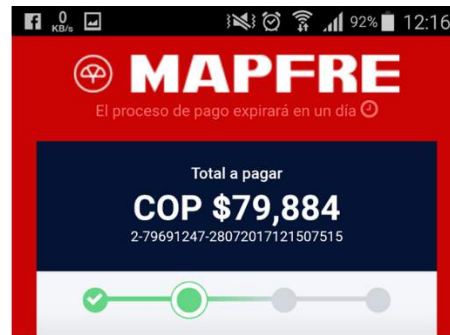 0 KB/s 92% 12:16
MAPFRE
El proceso de pago expirará en un día
Total a pagar
COP $79,884
2-79691247-28072017121507515